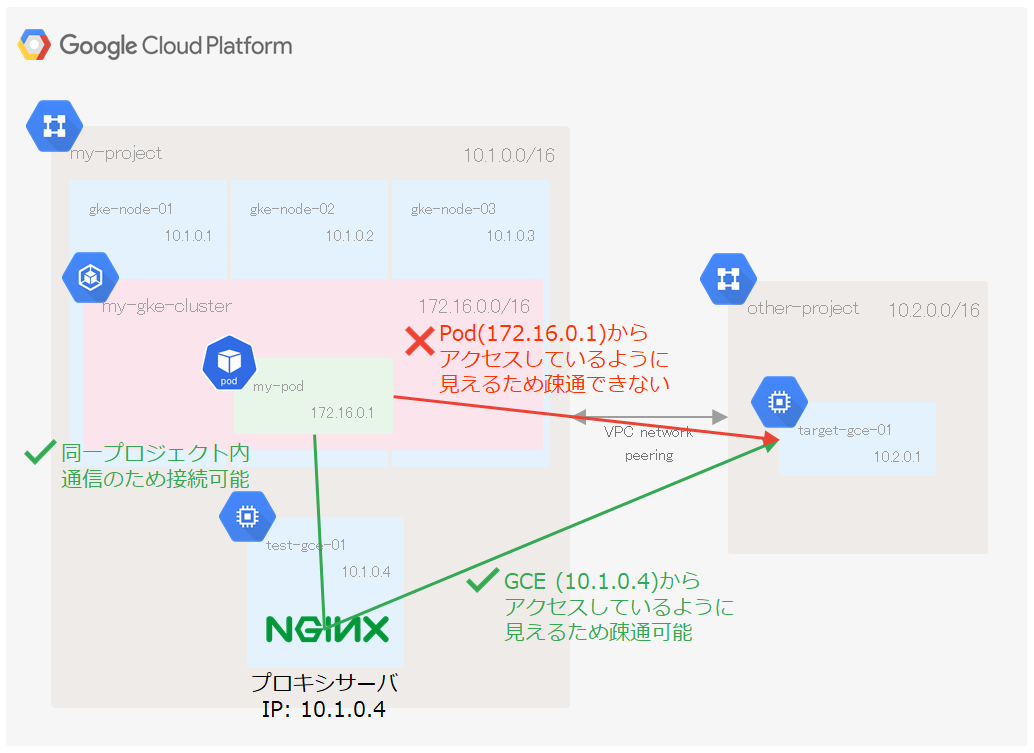 Google Cloud Platform
my-project
10.1.0.0/16
gke-node-01
10.1.0.1
gke-node-02
10.1.0.2
gke-node-03
10.1.0.3
my-gke-cluster
172.16.0.0/16
Pod(172.16.0.1)から
アクセスしているように
見えるため疎通できない
pod
my-pod
172.16.0.1
other-project
10.2.0.0/16
VPC network
peering
target-gce-01
10.2.0.1
同一プロジェクト内
通信のため接続可能
test-gce-01
10.1.0.4
NGINX
GCE (10.1.0.4)から
アクセスしているように
見えるため疎通可能
プロキシサーバ
IP: 10.1.0.4